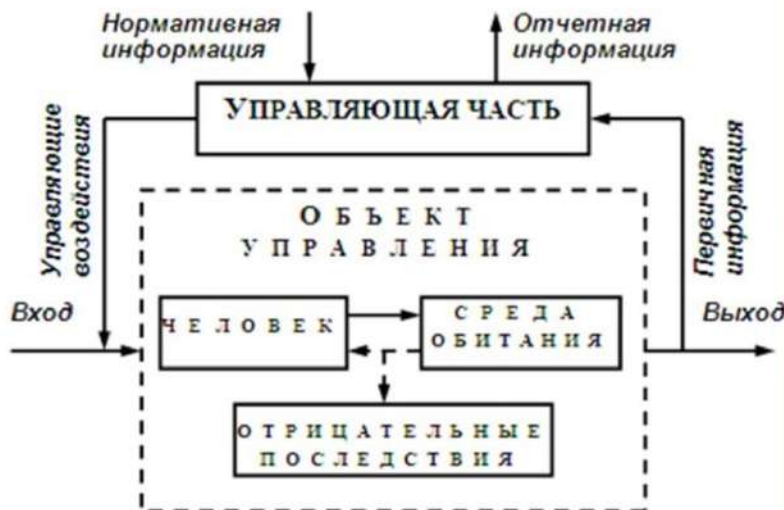 Нормативная
информация
Отчетная
информация
УПРАВЛЯЮЩАЯ ЧАСТЬ
Управляющие
воздействия
Первичная
информация
ОБЪЕКТ
УПРАВЛЕНИЯ
Вход
Выход
ЧЕЛОВЕК
СРЕДА
ОБИТАНИЯ
ОТРИЦАТЕЛЬНЫЕ
ПОСЛЕДСТВИЯ